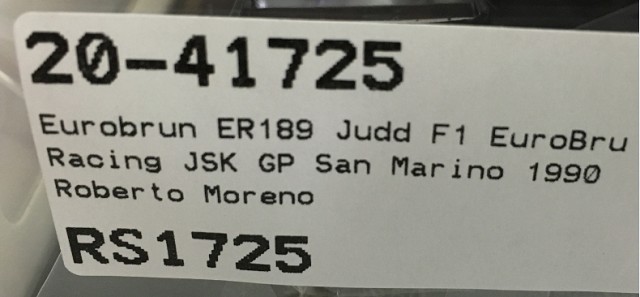 20-41725
Eurobrun ER189 Judd F1 EuroBru
Racing JSK GP San Marino 1990
Roberto Moreno
RS1725